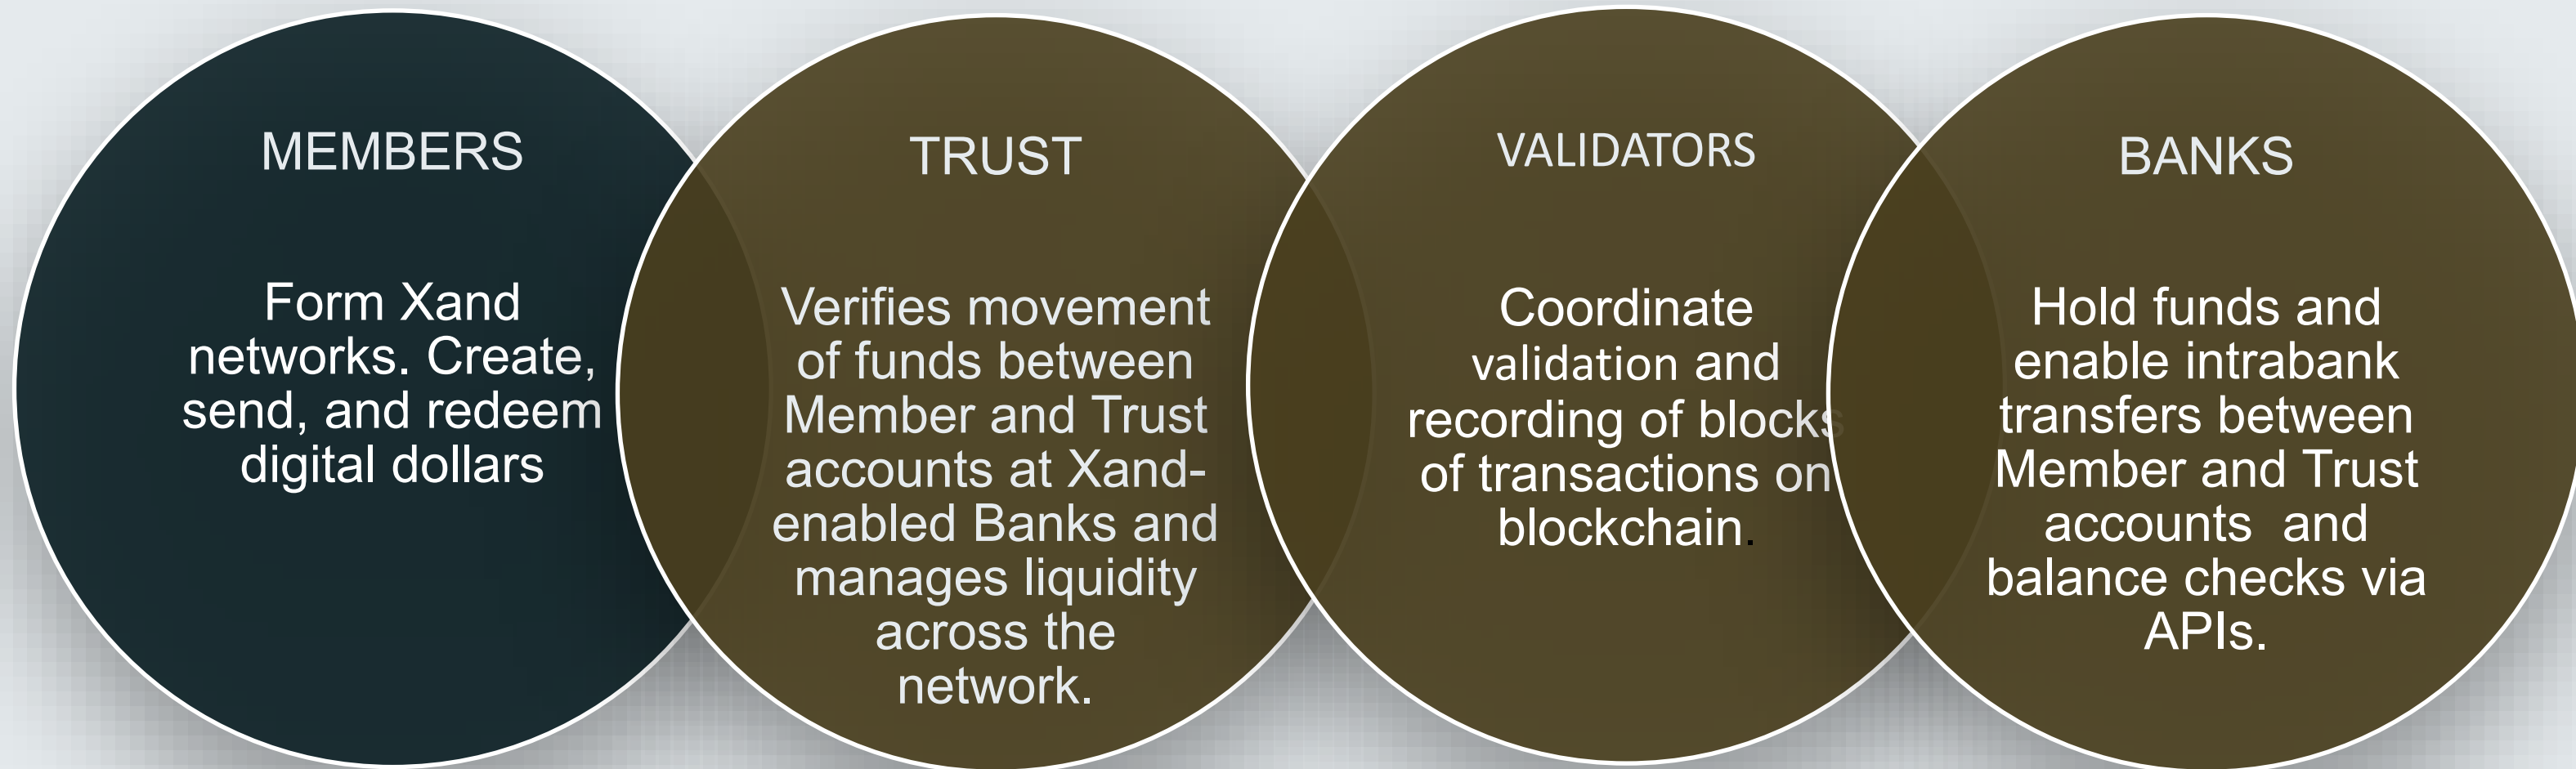 MEMBERS
Form Xand
networks. Create,
send, and redeem
digital dollars
TRUST
Verifies movement
of funds between
Member and Trust
accounts at Xand-
enabled Banks and
manages liquidity
across the
network.
VALIDATORS
Coordinate
validation and
recording of blocks
of transactions on
blockchain.
BANKS
Hold funds and
enable intrabank
transfers between
Member and Trust
accounts and
balance checks via
APIs.